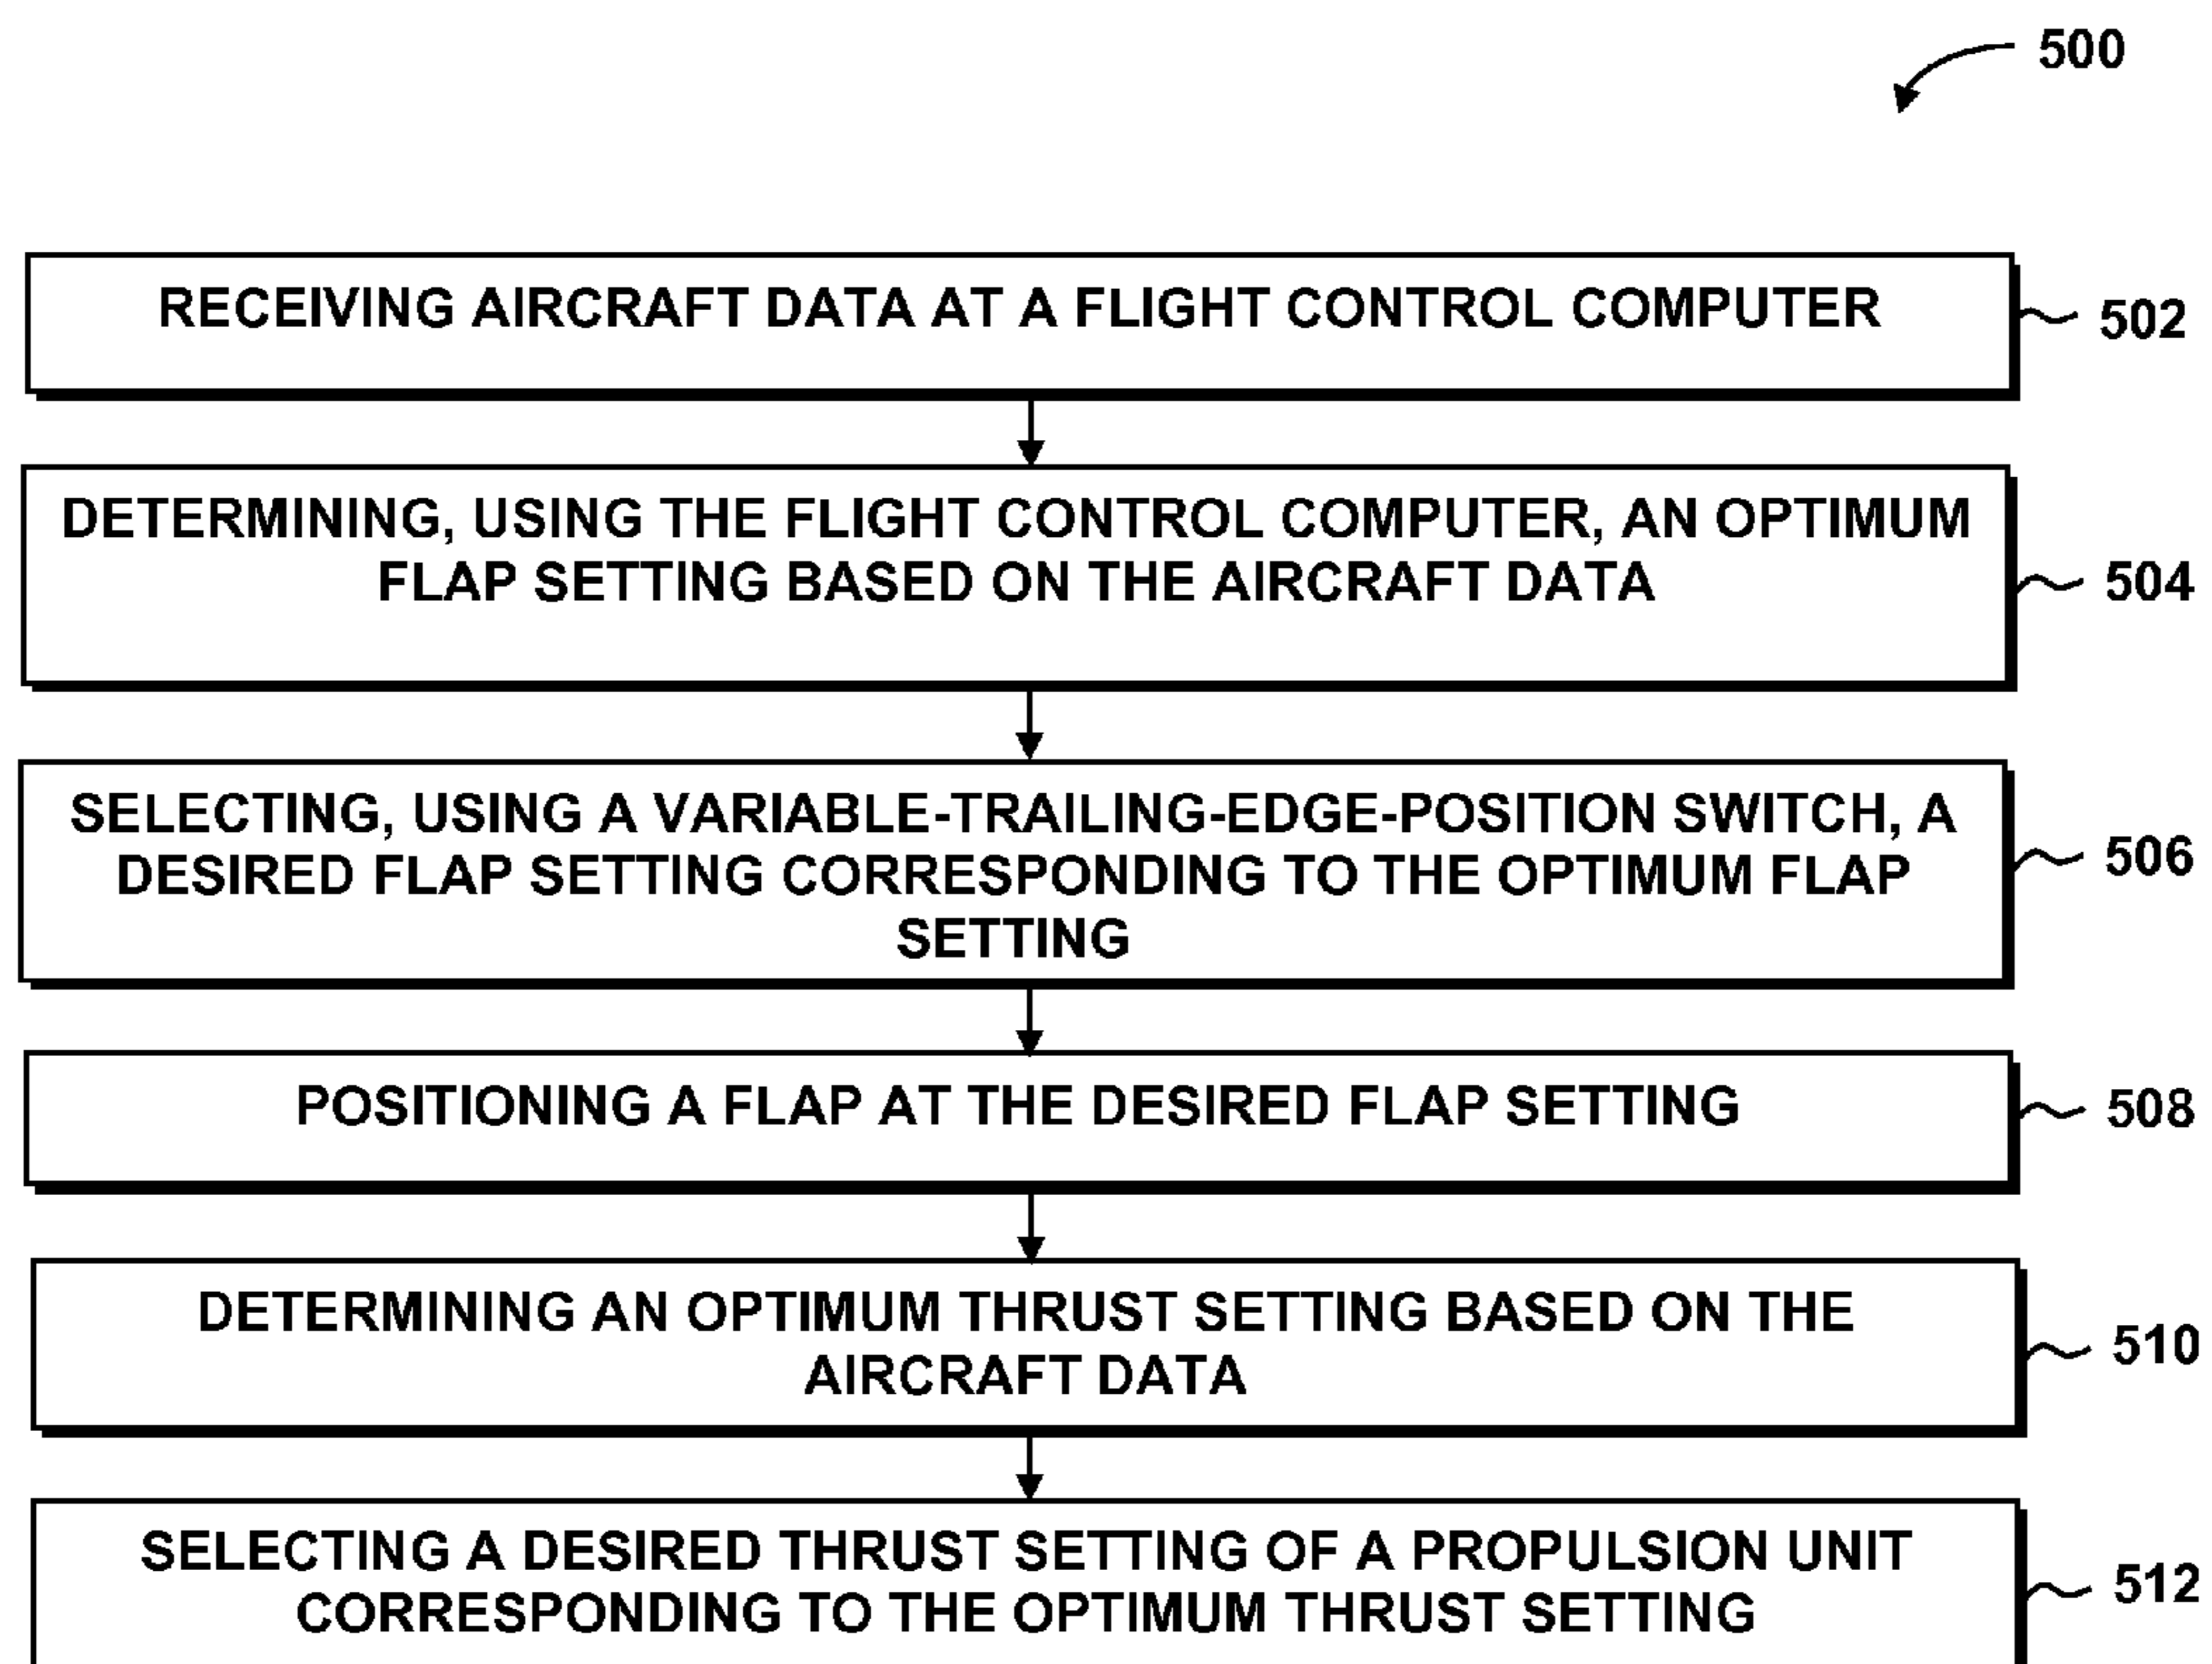 500
RECEIVING AIRCRAFT DATA AT A FLIGHT CONTROL COMPUTER
502
DETERMINING, USING THE FLIGHT CONTROL COMPUTER, AN OPTIMUM
FLAP SETTING BASED ON THE AIRCRAFT DATA
504
SELECTING, USING A VARIABLE-TRAILING-EDGE-POSITION SWITCH, A
DESIRED FLAP SETTING CORRESPONDING TO THE OPTIMUM FLAP
SETTING
506
POSITIONING A FLAP AT THE DESIRED FLAP SETTING
508
DETERMINING AN OPTIMUM THRUST SETTING BASED ON THE
AIRCRAFT DATA
510
SELECTING A DESIRED THRUST SETTING OF A PROPULSION UNIT
CORRESPONDING TO THE OPTIMUM THRUST SETTING
512